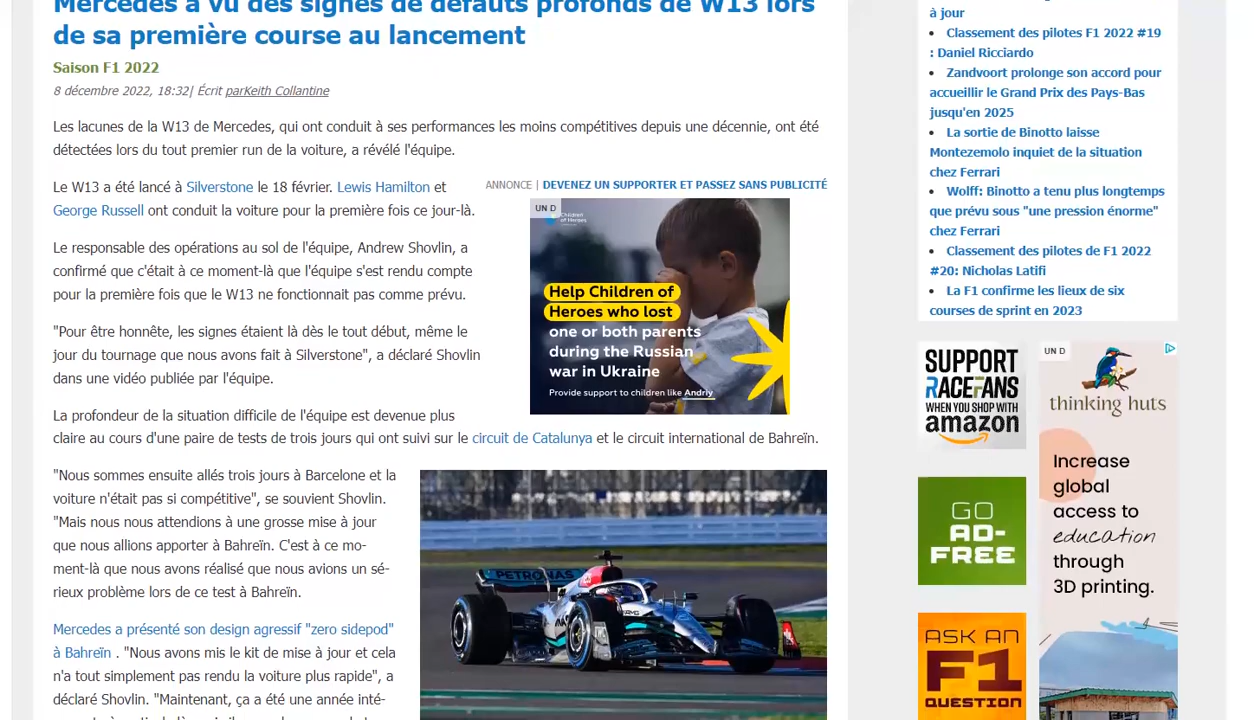 Mercedes a vu des signes de défauts profonds de W13 lors
de sa première course au lancement
Saison F1 2022
8 décembre 2022, 18:32| Écrit parKeith Collantine
Les lacunes de la W13 de Mercedes, qui ont conduit à ses performances les moins compétitives depuis une décennie, ont été
détectées lors du tout premier run de la voiture, a révélé l'équipe.
Le W13 a été lancé à Silverstone le 18 février. Lewis Hamilton et
George Russell ont conduit la voiture pour la première fois ce jour-là.
Le responsable des opérations au sol de l'équipe, Andrew Shovlin, a
confirmé que c'était à ce moment-là que l'équipe s'est rendu compte
pour la première fois que le W13 ne fonctionnait pas comme prévu.
"Pour être honnête, les signes étaient là dès le tout début, même le
jour du tournage que nous avons fait à Silverstone", a déclaré Shovlin
dans une vidéo publiée par l'équipe.
La profondeur de la situation difficile de l'équipe est devenue plus
claire au cours d'une paire de tests de trois jours qui ont suivi sur le circuit de Catalunya et le circuit international de Bahreïn.
"Nous sommes ensuite allés trois jours à Barcelone et la
voiture n'était pas si compétitive", se souvient Shovlin.
"Mais nous nous attendions à une grosse mise à jour
que nous allions apporter à Bahreïn. C'est à ce mo-
ment-là que nous avons réalisé que nous avions un sé-
rieux problème lors de ce test à Bahreïn.
Mercedes a présenté son design agressif "zero sidepod"
à Bahreïn . "Nous avons mis le kit de mise à jour et cela
n'a tout simplement pas rendu la voiture plus rapide", a
déclaré Shovlin. "Maintenant, ça a été une année inté-
ANNONCE | DEVENEZ UN SUPPORTER ET PASSEZ SANS PUBLICITÉ
UN D
Children
of Heroes
Help Children of
Heroes who lost
one or both parents
during the Russian
war in Ukraine
Provide support to children like Andriy
PETRONAS
à jour
• Classement des pilotes F1 2022 #19
: Daniel Ricciardo
• Zandvoort prolonge son accord pour
accueillir le Grand Prix des Pays-Bas
jusqu'en 2025
• La sortie de Binotto laisse
Montezemolo inquiet de la situation
chez Ferrari
• Wolff: Binotto a tenu plus longtemps
que prévu sous "une pression énorme"
chez Ferrari
• Classement des pilotes de F1 2022
#20: Nicholas Latifi
• La F1 confirme les lieux de six
courses de sprint en 2023
SUPPORT
RACEFANS
WHEN YOU SHOP WITH
amazon
GO
AD-
FREE
ASK AN
F1
QUESTION
UN D
thinking huts
Increase
global
access to
education
through
3D printing.